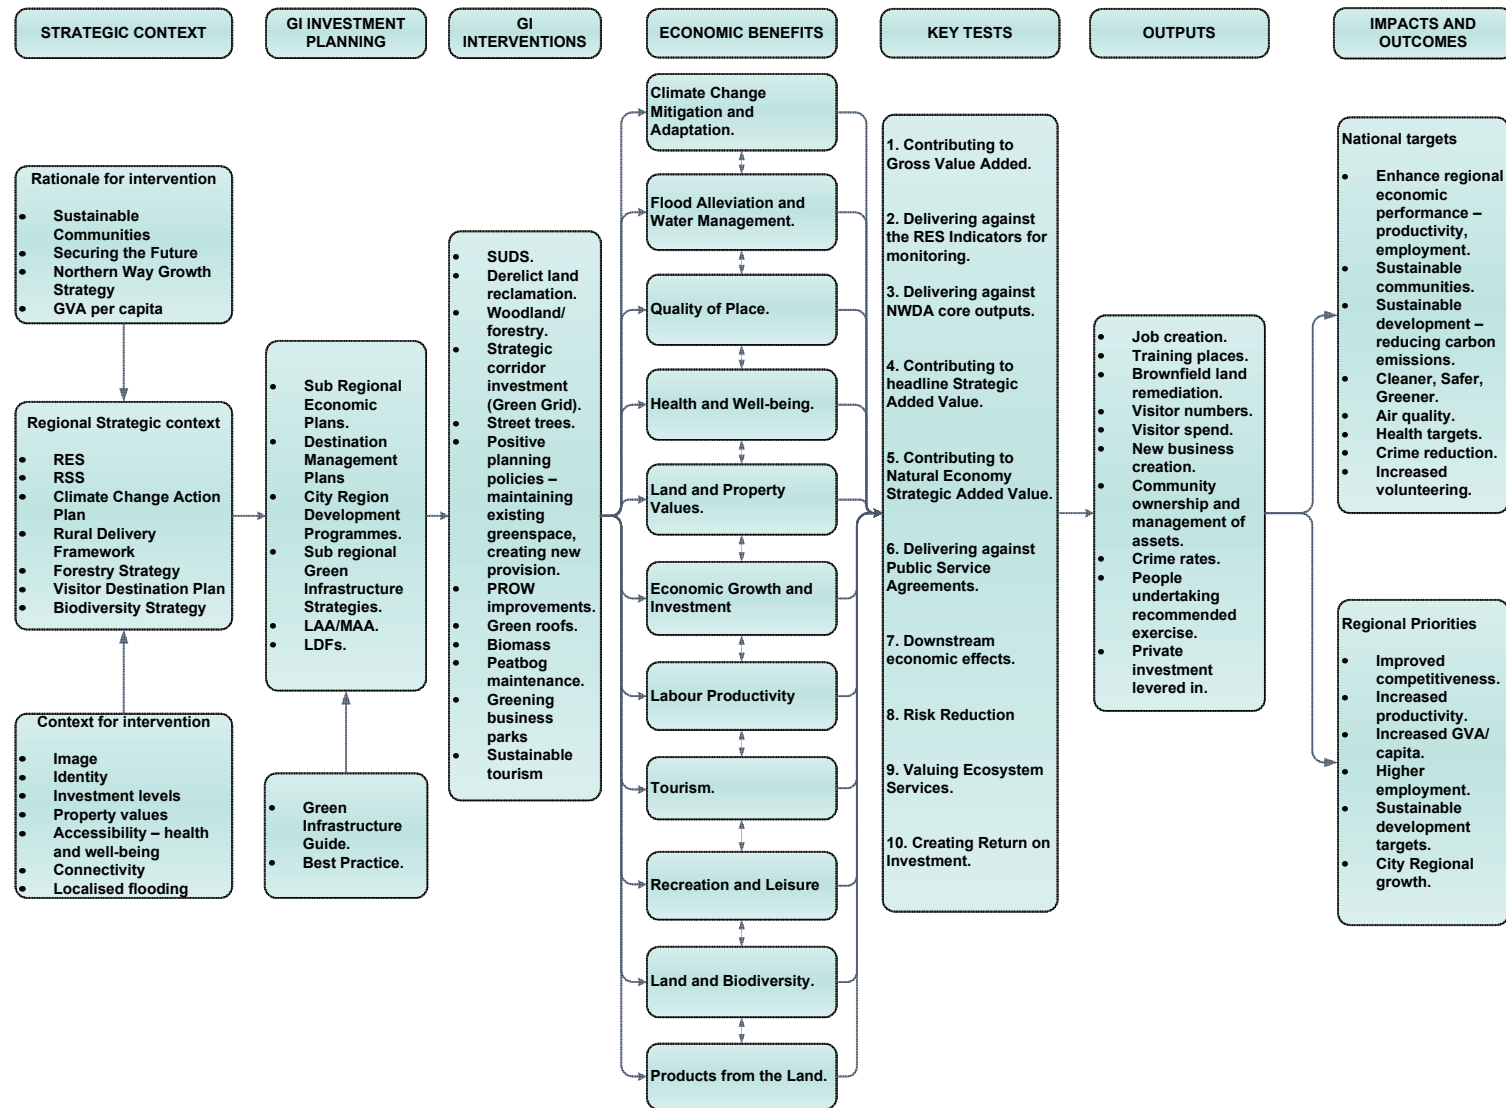 STRATEGIC CONTEXT
GI INVESTMENT
PLANNING
GI
INTERVENTIONS
ECONOMIC BENEFITS
KEY TESTS
OUTPUTS
IMPACTS AND
OUTCOMES
Rationale for intervention
• Sustainable
Communities
• Securing the Future
• Northern Way Growth
Strategy
• GVA per capita
Regional Strategic context
• RES
• RSS
• Climate Change Action
Plan
• Rural Delivery
Framework
• Forestry Strategy
• Visitor Destination Plan
• Biodiversity Strategy
Context for intervention
• Image
• Identity
• Investment levels
• Property values
• Accessibility – health
and well-being
• Connectivity
• Localised flooding
• Sub Regional
Economic Plans.
• Destination
Management
Plans
• City Region
Development
Programmes.
• Sub regional
Green
Infrastructure
Strategies.
• LAA/MAA.
• LDFs.
• Green
Infrastructure
Guide.
• Best Practice.
• SUDS.
• Derelict land
reclamation.
• Woodland/
forestry.
• Strategic
corridor
investment
(Green Grid).
• Street trees.
• Positive
planning
policies –
maintaining
existing
greenspace,
creating new
provision.
• PROW
improvements.
• Green roofs.
• Biomass
• Peatbog
maintenance.
• Greening
business
parks
• Sustainable
tourism
Climate Change
Mitigation and
Adaptation.
Flood Alleviation and
Water Management.
Quality of Place.
Health and Well-being.
Land and Property
Values.
Economic Growth and
Investment
Labour Productivity
Tourism.
Recreation and Leisure
Land and Biodiversity.
Products from the Land.
1. Contributing to
Gross Value Added.
2. Delivering against
the RES Indicators for
monitoring.
3. Delivering against
NWDA core outputs.
4. Contributing to
headline Strategic
Added Value.
5. Contributing to
Natural Economy
Strategic Added Value.
6. Delivering against
Public Service
Agreements.
7. Downstream
economic effects.
8. Risk Reduction
9. Valuing Ecosystem
Services.
10. Creating Return on
Investment.
• Job creation.
• Training places.
• Brownfield land
remediation.
• Visitor numbers.
• Visitor spend.
• New business
creation.
• Community
ownership and
management of
assets.
• Crime rates.
• People
undertaking
recommended
exercise.
• Private
investment
levered in.
National targets
• Enhance regional
economic
performance –
productivity,
employment.
• Sustainable
communities.
• Sustainable
development –
reducing carbon
emissions.
• Cleaner, Safer,
Greener.
• Air quality.
• Health targets.
• Crime reduction.
• Increased
volunteering.
Regional Priorities
• Improved
competitiveness.
• Increased
productivity.
• Increased GVA/
capita.
• Higher
employment.
• Sustainable
development
targets.
• City Regional
growth.